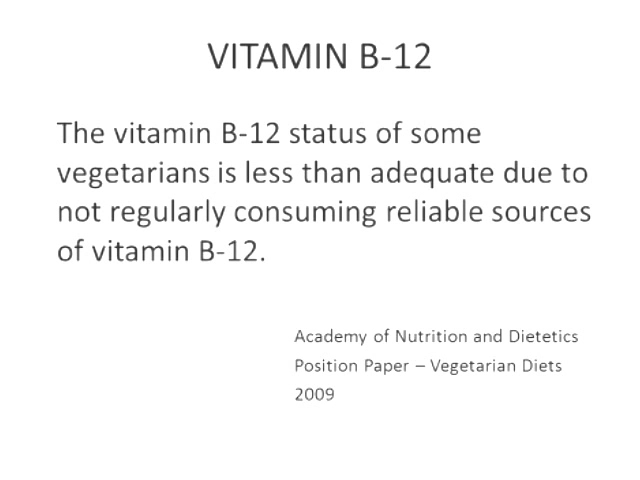 VITAMIN B-12
The vitamin B-12 status of some
vegetarians is less than adequate due to
not regularly consuming reliable sources
of vitamin B-12.
Academy of Nutrition and Dietetics
Position Paper – Vegetarian Diets
2009